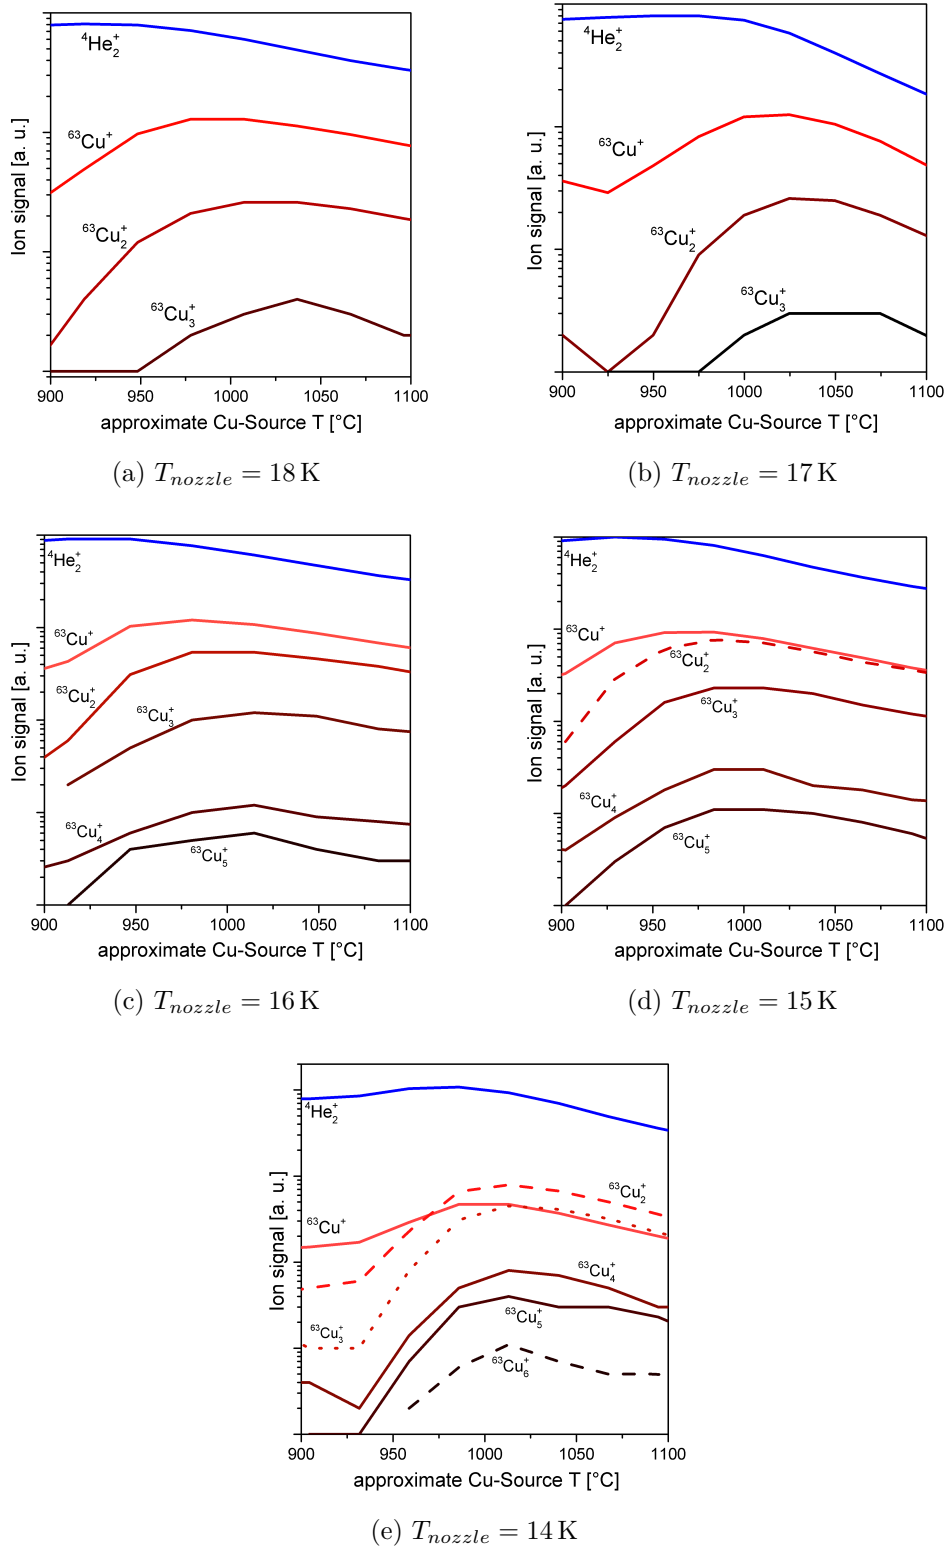 Ion signal [a. u.]
⁴He₂⁺
⁶³Cu⁺
⁶³Cu₂⁺
⁶³Cu₃⁺
900 950 1000 1050 1100
approximate Cu-Source T [°C]
(a) T_nozzle = 18 K
Ion signal [a. u.]
⁴He₂⁺
⁶³Cu⁺
⁶³Cu₂⁺
⁶³Cu₃⁺
900 950 1000 1050 1100
approximate Cu-Source T [°C]
(b) T_nozzle = 17 K
Ion signal [a. u.]
⁴He₂⁺
⁶³Cu⁺
⁶³Cu₂⁺
⁶³Cu₃⁺
⁶³Cu₄⁺
⁶³Cu₅⁺
900 950 1000 1050 1100
approximate Cu-Source T [°C]
(c) T_nozzle = 16 K
Ion signal [a. u.]
⁴He₂⁺
⁶³Cu⁺
⁶³Cu₂⁺
⁶³Cu₃⁺
⁶³Cu₄⁺
⁶³Cu₅⁺
900 950 1000 1050 1100
approximate Cu-Source T [°C]
(d) T_nozzle = 15 K
Ion signal [a. u.]
⁴He₂⁺
⁶³Cu₂⁺
⁶³Cu⁺
⁶³Cu₄⁺
⁶³Cu₅⁺
⁶³Cu₃⁺
⁶³Cu₆⁺
900 950 1000 1050 1100
approximate Cu-Source T [°C]
(e) T_nozzle = 14 K